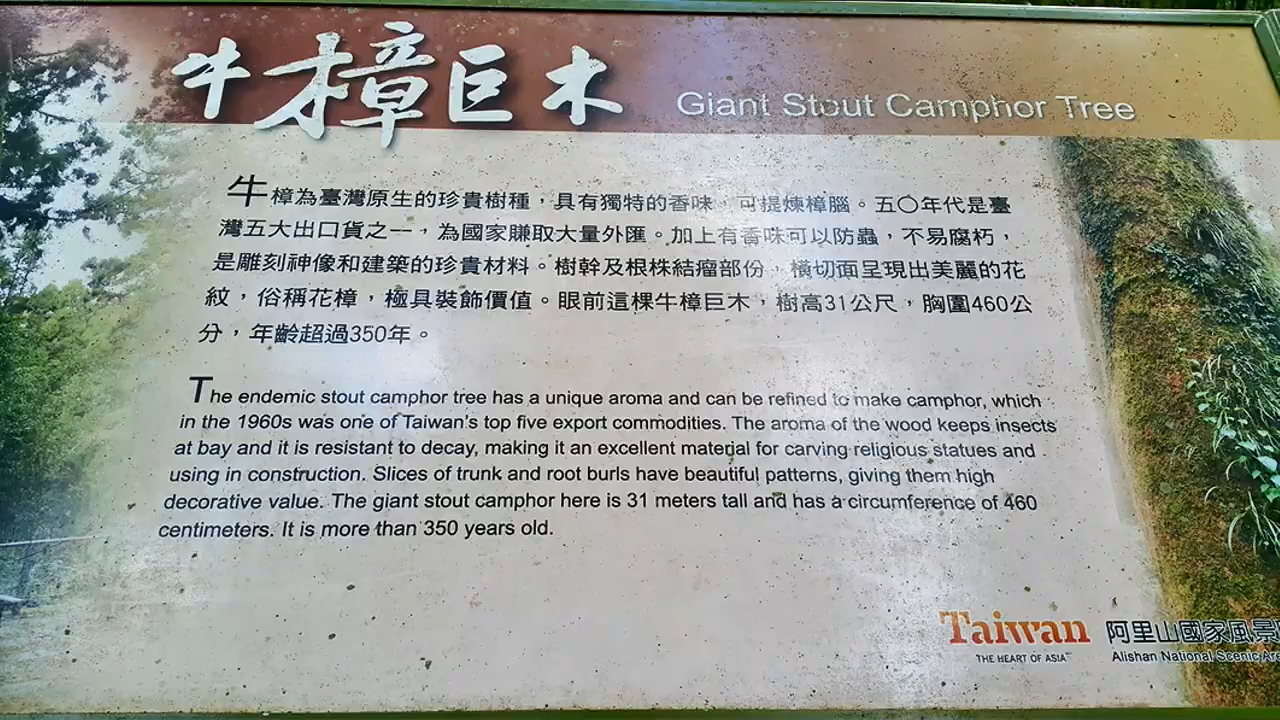 牛樟巨木 Giant Stout Camphor Tree
牛樟為臺灣原生的珍貴樹種，具有獨特的香味，可提煉樟腦。五〇年代是臺
灣五大出口貨之一，為國家賺取大量外匯。加上有香味可以防蟲，不易腐朽，
是雕刻神像和建築的珍貴材料。樹幹及根株結瘤部份，橫切面呈現出美麗的花
紋，俗稱花樟，極具裝飾價值。眼前這棵牛樟巨木，樹高31公尺，胸圍460公
分，年齡超過350年。
The endemic stout camphor tree has a unique aroma and can be refined to make camphor, which
in the 1960s was one of Taiwan's top five export commodities. The aroma of the wood keeps insects
at bay and it is resistant to decay, making it an excellent material for carving religious statues and
using in construction. Slices of trunk and root burls have beautiful patterns, giving them high
decorative value. The giant stout camphor here is 31 meters tall and has a circumference of 460
centimeters. It is more than 350 years old.
Taiwan
THE HEART OF ASIA
阿里山國家風景
Alishan National Scenic Are